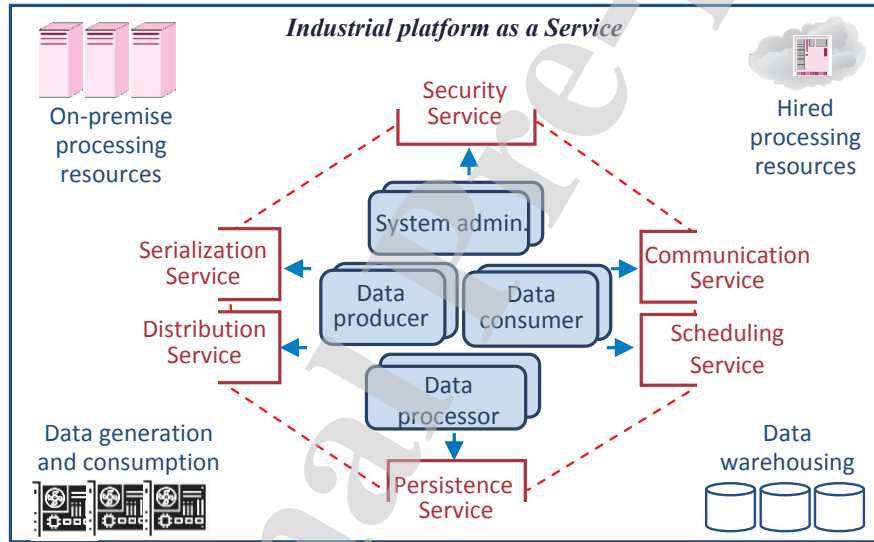 Industrial platform as a Service
On-premise
processing
resources
Security
Service
Hired
processing
resources
System admin.
Serialization
Service
Communication
Service
Data
producer
Data
consumer
Distribution
Service
Scheduling
Service
Data
processor
Data generation
and consumption
Persistence
Service
Data
warehousing